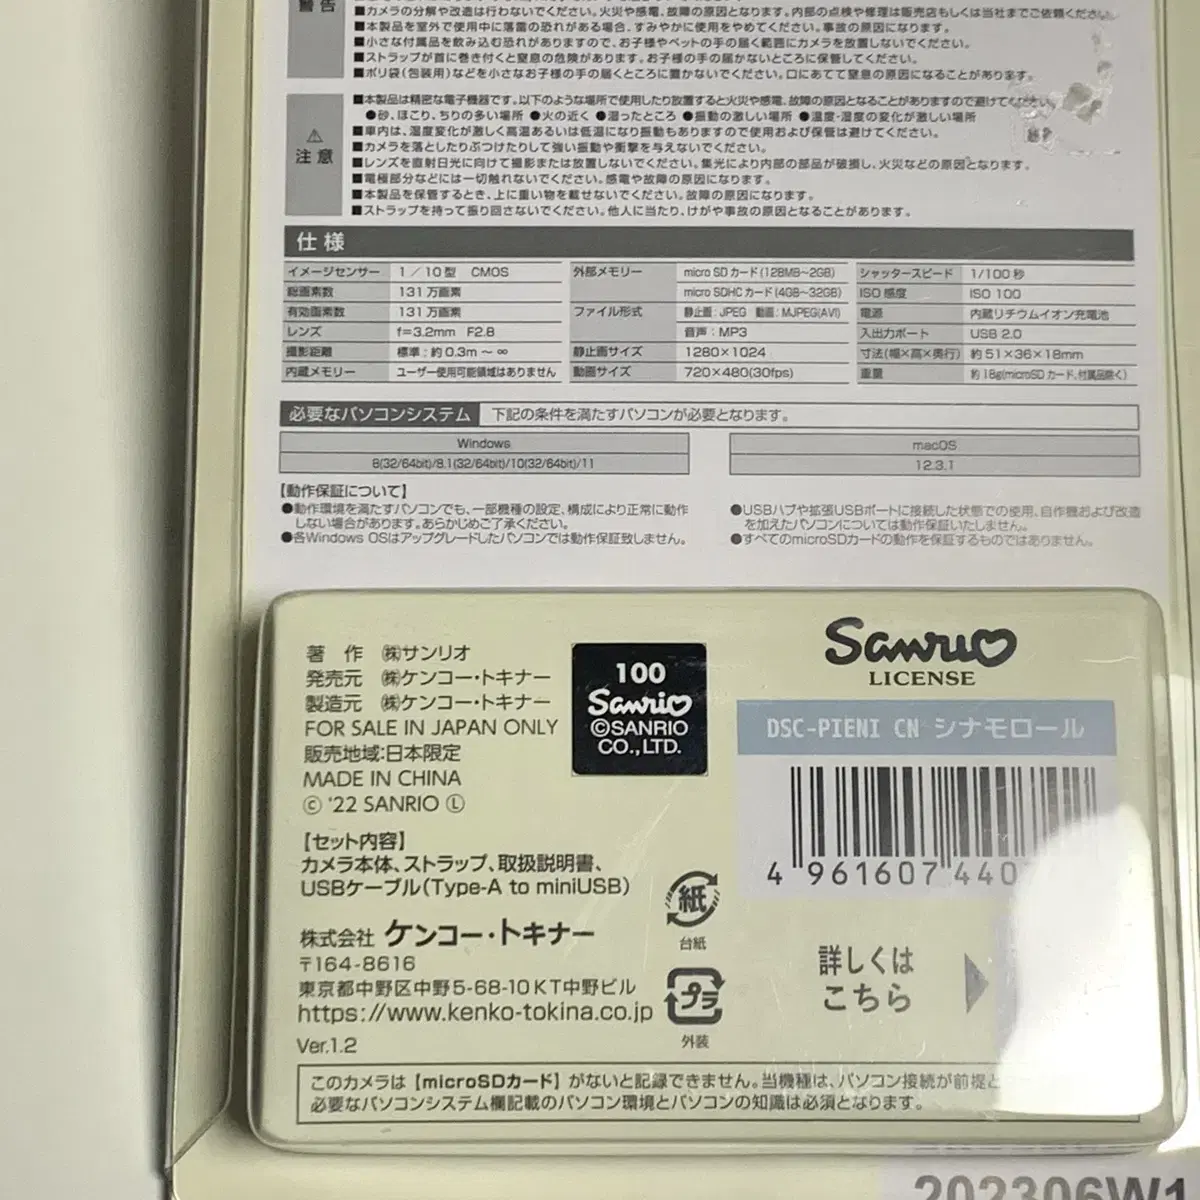 警告
■カメラの分解や改造は行わないでください。火災や感電、故障の原因となります。内部の点検や修理は販売店もしくは当社までご依頼ください。
■本製品を室外で使用中に落雷の恐れがある場合、すみやかに使用をやめてください。事故の原因になります。
■小さな付属品を飲み込む恐れがありますので、お子様やペットの手の届く範囲にカメラを放置しないでください。
■ストラップが首に巻き付くと窒息の危険があります。お子様の手の届かないところに保管してください。
■ポリ袋(包装用)などを小さなお子様の手の届くところに置かないでください。口にあてて窒息の原因になることがあります。
⚠
注意
■本製品は精密な電子機器です。以下のような場所で使用したり放置すると火災や感電、故障の原因となることがありますので避けてください。
●砂、ほこり、ちりの多い場所 ●火の近く ●湿ったところ ●振動の激しい場所 ●温度・湿度の変化が激しい場所
■車内は、温度変化が激しく高温あるいは低温になり振動もありますので使用および保管は避けてください。
■カメラを落としたりぶつけたりして強い振動や衝撃を与えないでください。
■レンズを直射日光に向けて撮影または放置しないでください。集光により内部の部品が破損し、火災などの原因となります。
■電極部分などには一切触れないでください。感電や故障の原因になります。
■本製品を保管するとき、上に重い物を載せないでください。故障の原因になります。
■ストラップを持って振り回さないでください。他人に当たり、けがや事故の原因となることがあります。
仕様
イメージセンサー 1/10型 CMOS
総画素数 131万画素
有効画素数 131万画素
レンズ f=3.2mm F2.8
撮影距離 標準:約0.3m~∞
内蔵メモリー ユーザー使用可能領域はありません
外部メモリー micro SDカード(128MB~2GB)
micro SDHCカード(4GB~32GB)
ファイル形式 静止画:JPEG 動画:MJPEG(AVI)
音声:MP3
静止画サイズ 1280×1024
動画サイズ 720×480(30fps)
シャッタースピード 1/100秒
ISO感度 ISO 100
電源 内蔵リチウムイオン充電池
入出力ポート USB 2.0
寸法(幅×高×奥行) 約51×36×18mm
重量 約18g(microSDカード、付属品除く)
必要なパソコンシステム 下記の条件を満たすパソコンが必要となります。
Windows
8(32/64bit)/8.1(32/64bit)/10(32/64bit)/11
macOS
12.3.1
【動作保証について】
●動作環境を満たすパソコンでも、一部機種の設定、構成により正常に動作
しない場合があります。あらかじめご了承ください。
●各Windows OSはアップグレードしたパソコンでは動作保証致しません。
●USBハブや拡張USBポートに接続した状態での使用、自作機および改造
を加えたパソコンについては動作保証いたしません。
●すべてのmicroSDカードの動作を保証するものではありません。
著 作 ㈱サンリオ
発売元 ㈱ケンコー・トキナー
製造元 ㈱ケンコー・トキナー
FOR SALE IN JAPAN ONLY
販売地域:日本限定
MADE IN CHINA
© '22 SANRIO Ⓛ
100
Sanrio
©SANRIO
CO.,LTD.
Sanrio
LICENSE
DSC-PIENI CN シナモロール
4 961607 440
【セット内容】
カメラ本体、ストラップ、取扱説明書、
USBケーブル(Type-A to miniUSB)
株式会社 ケンコー・トキナー
〒164-8616
東京都中野区中野5-68-10 KT中野ビル
https://www.kenko-tokina.co.jp
Ver.1.2
紙
台紙
プラ
外装
詳しくは
こちら
このカメラは【microSDカード】がないと記録できません。当機種は、パソコン接続が前提と
必要なパソコンシステム欄記載のパソコン環境とパソコンの知識は必須となります。
202306W1